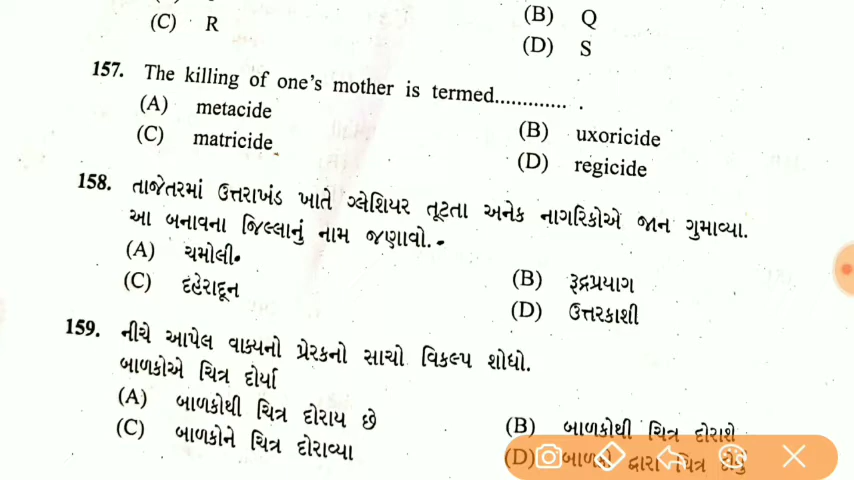 (C) R
(B) Q
(D) S
157. The killing of one's mother is termed............. .
(A) metacide
(B) uxoricide
(C) matricide
(D) regicide
158. તાજેતરમાં ઉત્તરાખંડ ખાતે ગ્લેશિયર તૂટતા અનેક નાગરિકોએ જાન ગુમાવ્યા.
આ બનાવના જિલ્લાનું નામ જણાવો.
(A) ચમોલી
(B) રૂદ્રપ્રયાગ
(C) દહેરાદૂન
(D) ઉત્તરકાશી
159. નીચે આપેલ વાક્યનો પ્રેરકનો સાચો વિકલ્પ શોધો.
બાળકોએ ચિત્ર દોર્યા
(A) બાળકોથી ચિત્ર દોરાય છે
(B) બાળકોથી ચિત્ર દોરાશે
(C) બાળકોને ચિત્ર દોરાવ્યા
(D) દ્વારા ચિત્ર